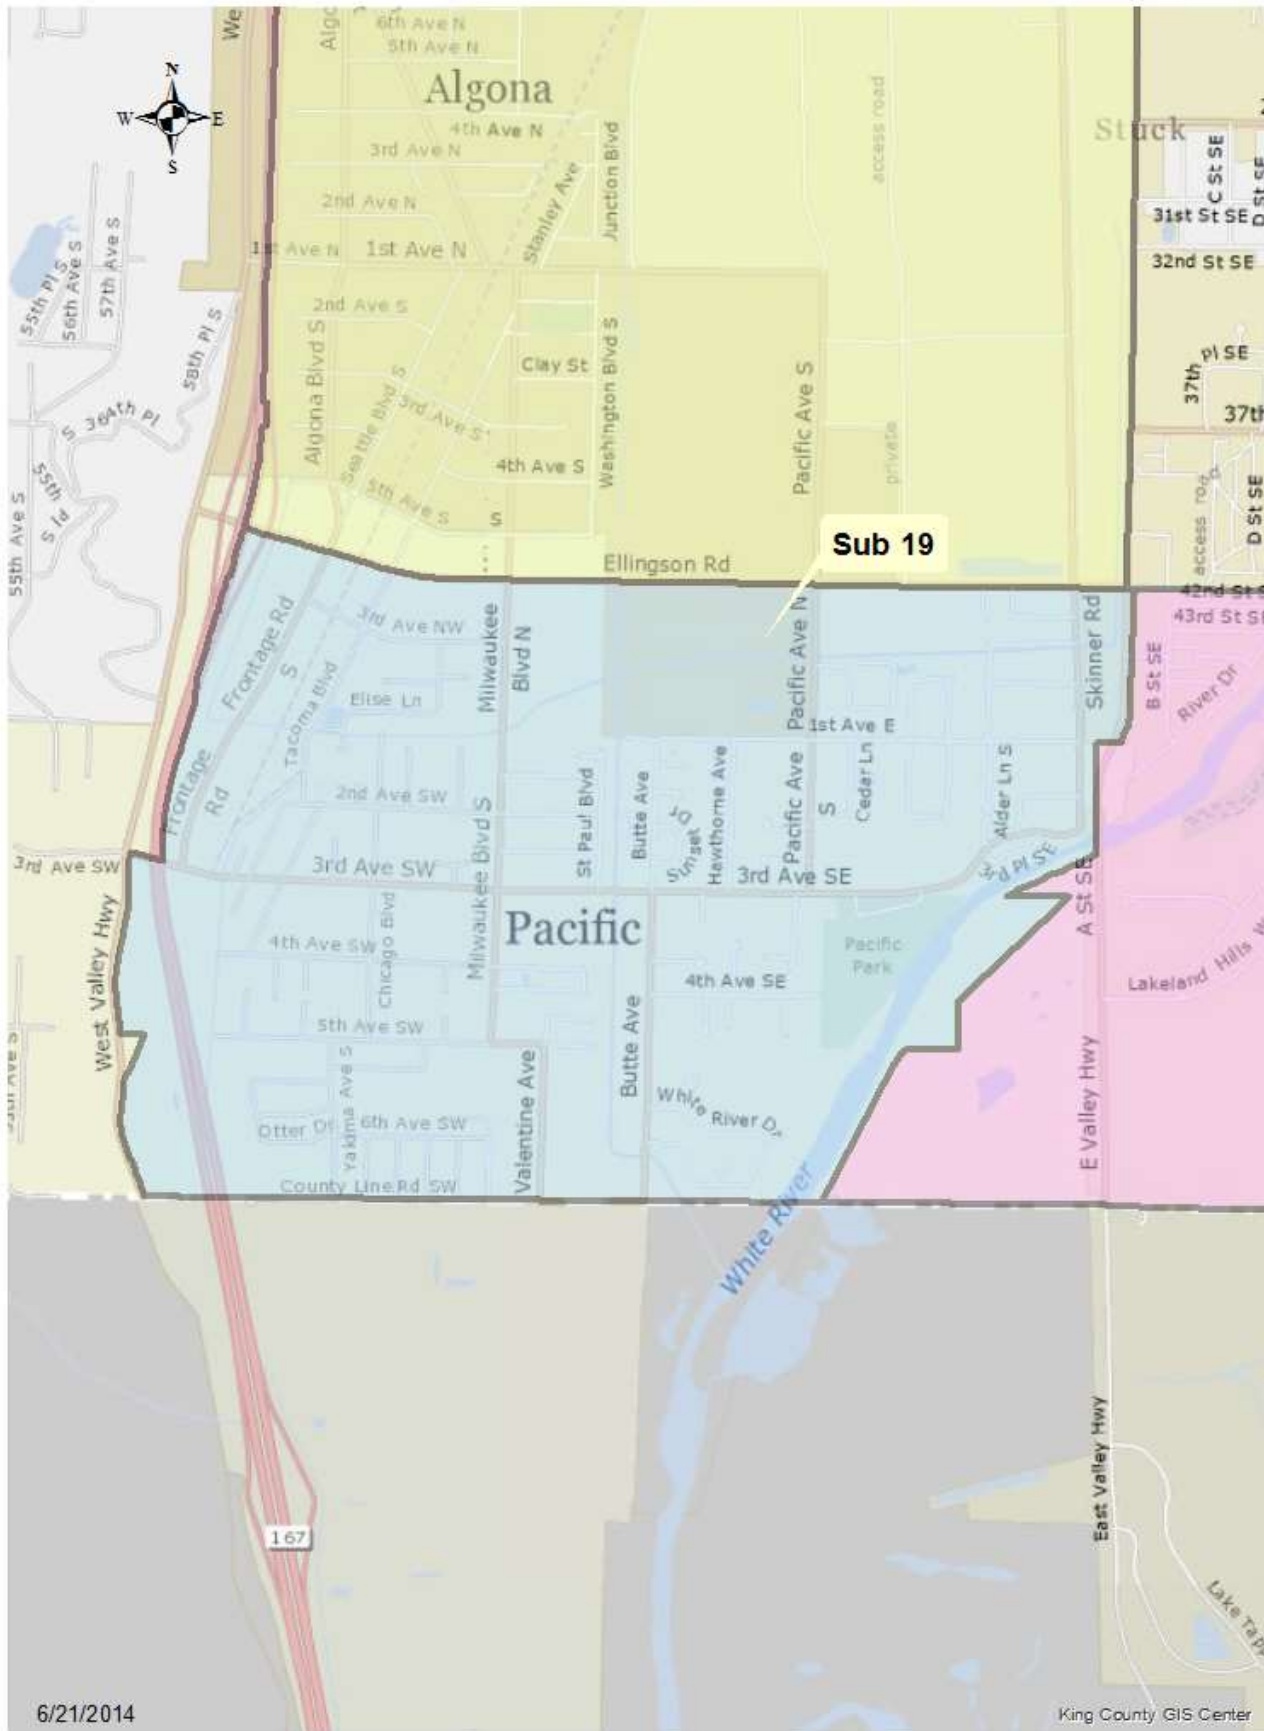 6th Ave N
5th Ave N
Algona
N
W
E
S
4th Ave N
3rd Ave N
2nd Ave N
1st Ave N
1st Ave N
Stanley Ave
Junction Blvd
access road
Stuck
C St SE
31st St SE
32nd St SE
55th Pl S
56th Ave S
57th Ave S
58th Pl S
S 364th Pl
55th Pl S
55th Ave S
2nd Ave S
Algona Blvd S
Seattle Blvd S
3rd Ave S
Clay St
Washington Blvd S
4th Ave S
5th Ave S
S
Pacific Ave S
private
37th Pl SE
37th
access road
D St SE
Sub 19
Ellingson Rd
42nd St S
43rd St SE
3rd Ave NW
Frontage Rd S
Tacoma Blvd
Elise Ln
Milwaukee Blvd N
Pacific Ave N
Skinner Rd
B St SE
River Dr
1st Ave E
Frontage Rd
2nd Ave SW
Milwaukee Blvd S
St Paul Blvd
Butte Ave
Sunset Dr
Hawthorne Ave
Pacific Ave S
Cedar Ln
Alder Ln S
3rd Ave SW
3rd Ave SW
3rd Ave SE
3rd Pl SE
A St SE
West Valley Hwy
4th Ave SW
Chicago Blvd
Pacific
Pacific Park
4th Ave SE
Lakeland Hills W
5th Ave SW
Yakima Ave S
Butte Ave
Valentine Ave
White River Dr
E Valley Hwy
Otter Dr
6th Ave SW
County Line Rd SW
White River
East Valley Hwy
167
Lake Tapp
6/21/2014
King County GIS Center